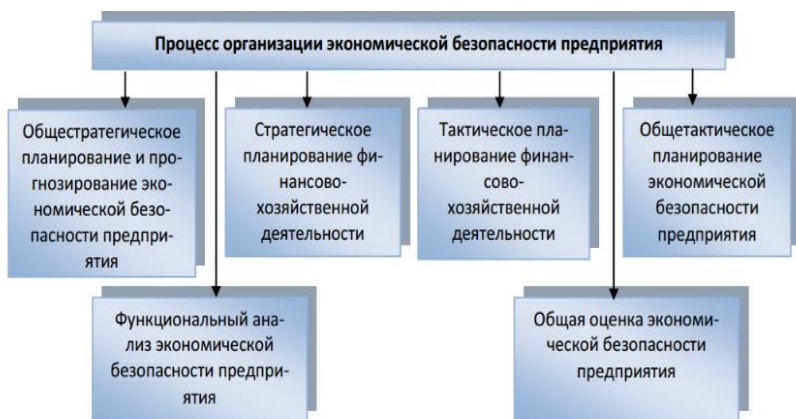 Процесс организации экономической безопасности предприятия
Общестратегическое
планирование и про-
гнозирование эко-
номической безо-
пасности предпри-
ятия
Стратегическое
планирование фи-
нансово-
хозяйственной
деятельности
Тактическое пла-
нирование финан-
сово-
хозяйственной
деятельности
Общетактическое
планирование
экономической
безопасности
предприятия
Функциональный ана-
лиз экономической
безопасности предпри-
ятия
Общая оценка экономи-
ческой безопасности
предприятия